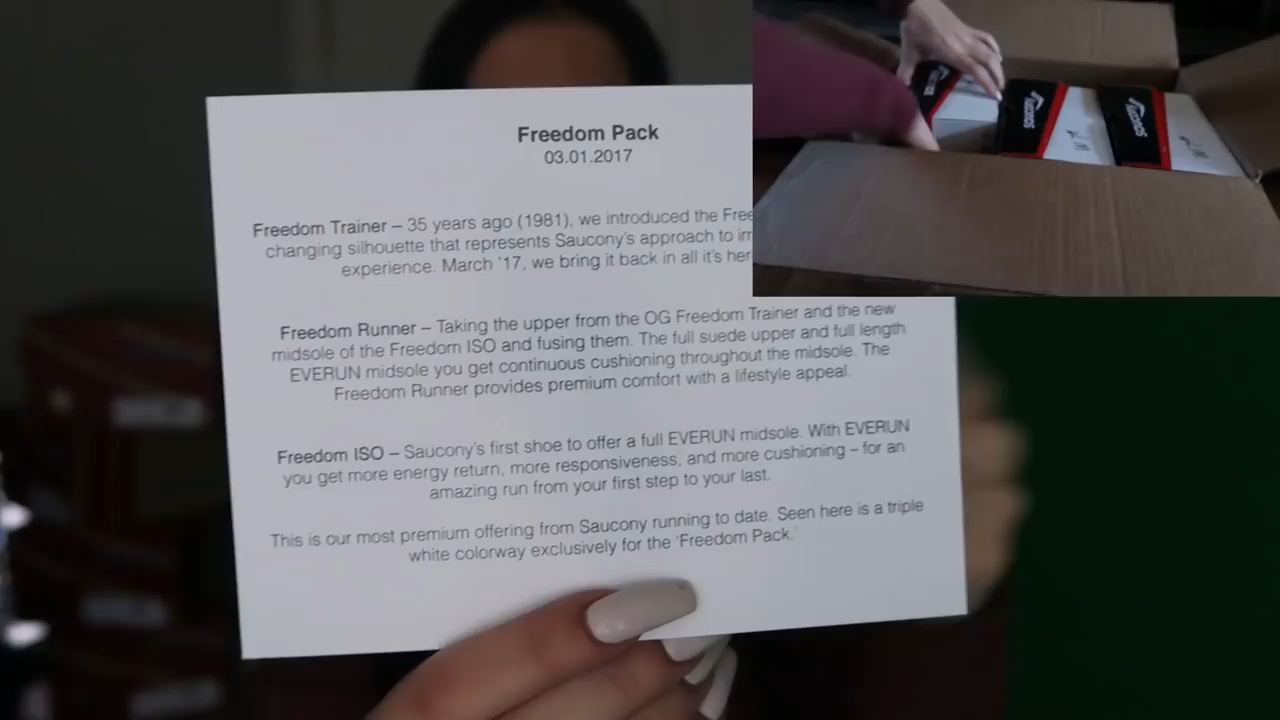 Freedom Pack
03.01.2017
Freedom Trainer – 35 years ago (1981), we introduced the
changing silhouette that represents Saucony's approach to
experience. March '17, we bring it back in all it's
Freedom Runner – Taking the upper from the OG Freedom Trainer and the new
midsole of the Freedom ISO and fusing them. The full suede upper and full length
EVERUN midsole you get continuous cushioning throughout the midsole. The
Freedom Runner provides premium comfort with a lifestyle appeal.
Freedom ISO – Saucony's first shoe to offer a full EVERUN midsole. With EVERUN
you get more energy return, more responsiveness, and more cushioning – for an
amazing run from your first step to your last.
This is our most premium offering from Saucony running to date. Seen here is a triple
white colorway exclusively for the 'Freedom Pack.'